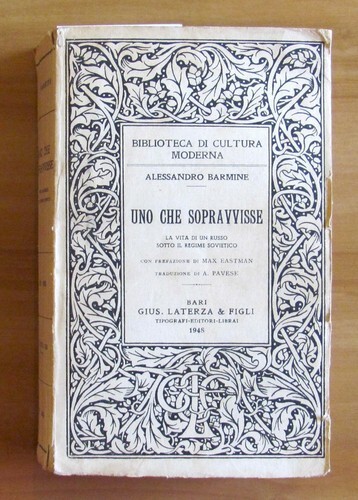 BIBLIOTECA DI CULTURA
MODERNA
ALESSANDRO BARMINE
UNO CHE SOPRAVVISSE
LA VITA DI UN RUSSO
SOTTO IL REGIME SOVIETICO
CON PREFAZIONE DI MAX EASTMAN
TRADUZIONE DI A. PAVESE
BARI
GIUS. LATERZA & FIGLI
TIPOGRAFI-EDITORI-LIBRAI
1948